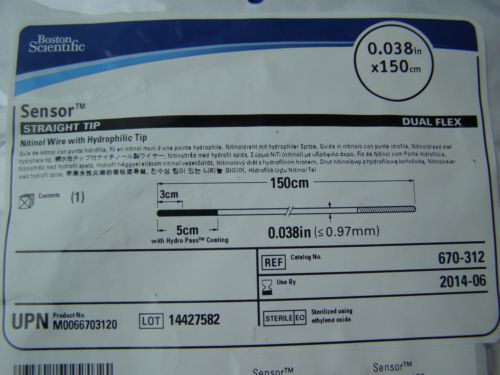 Boston
Scientific
0.038in
x150cm
Sensor™
STRAIGHT TIP
DUAL FLEX
Nitinol Wire with Hydrophilic Tip
Contents (1)
150cm
3cm
5cm
with Hydro Pass™ Coating
0.038in (≤0.97mm)
REF Catalog No. 670-312
Use By 2014-06
UPN Product No. M0066703120
LOT 14427582
STERILE EO Sterilized using ethylene oxide.
Sensor™
Sensor™